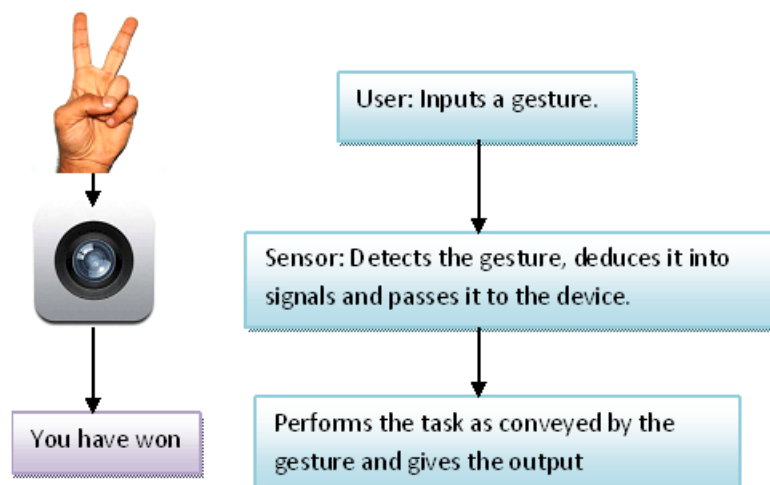 User: Inputs a gesture.
Sensor: Detects the gesture, deduces it into
signals and passes it to the device.
You have won
Performs the task as conveyed by the
gesture and gives the output